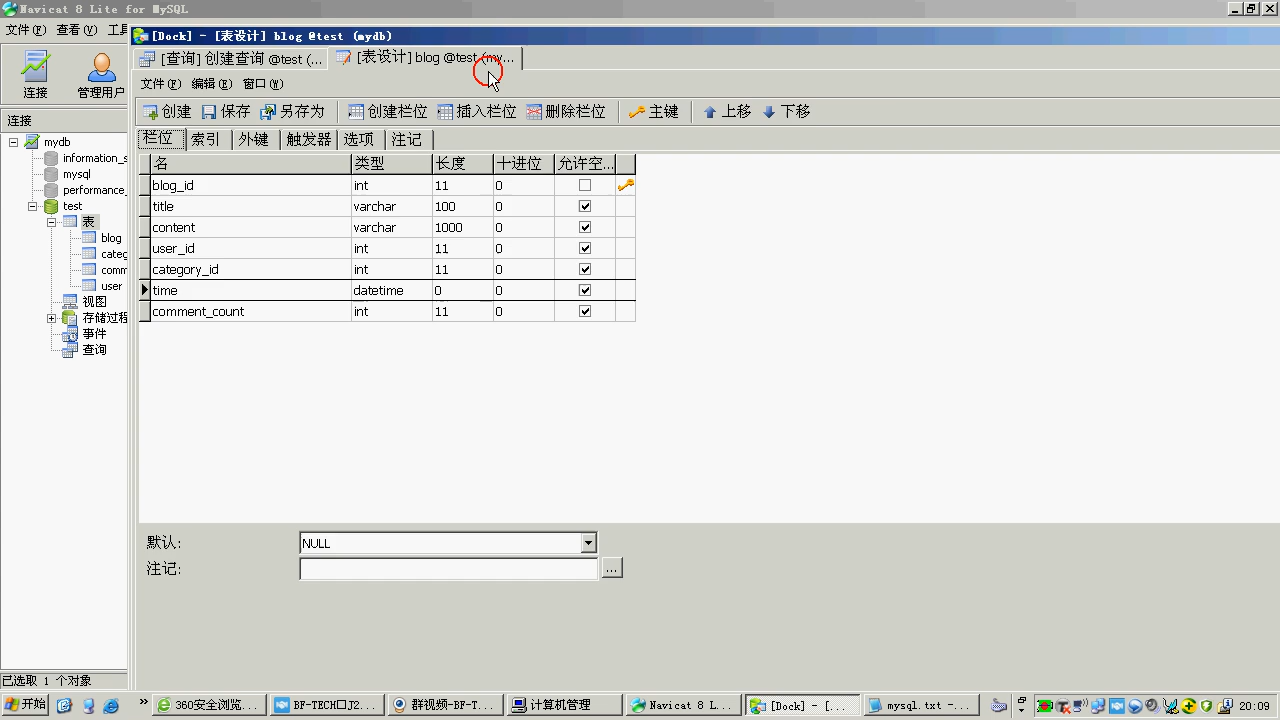 Navicat 8 Lite for MySQL
文件(F) 查看(V) 工具
连接
管理用户
连接
mydb
information_s
mysql
performance_
test
表
blog
categ
comm
user
视图
存储过程
事件
查询
已选取 1 个对象
[Dock] - [表设计] blog @test (mydb)
[查询] 创建查询 @test (...
[表设计] blog @test (my...
文件(F) 编辑(E) 窗口(W)
创建 保存 另存为 创建栏位 插入栏位 删除栏位 主键 上移 下移
栏位 索引 外键 触发器 选项 注记
名 类型 长度 十进位 允许空...
blog_id int 11 0
title varchar 100 0
content varchar 1000 0
user_id int 11 0
category_id int 11 0
time datetime 0 0
comment_count int 11 0
默认: NULL
注记: ...
开始 » 360安全浏览... BF-TECH口J2... 群视频-BF-T... 计算机管理 Navicat 8 L... [Dock] - [... mysql.txt -... 20:09